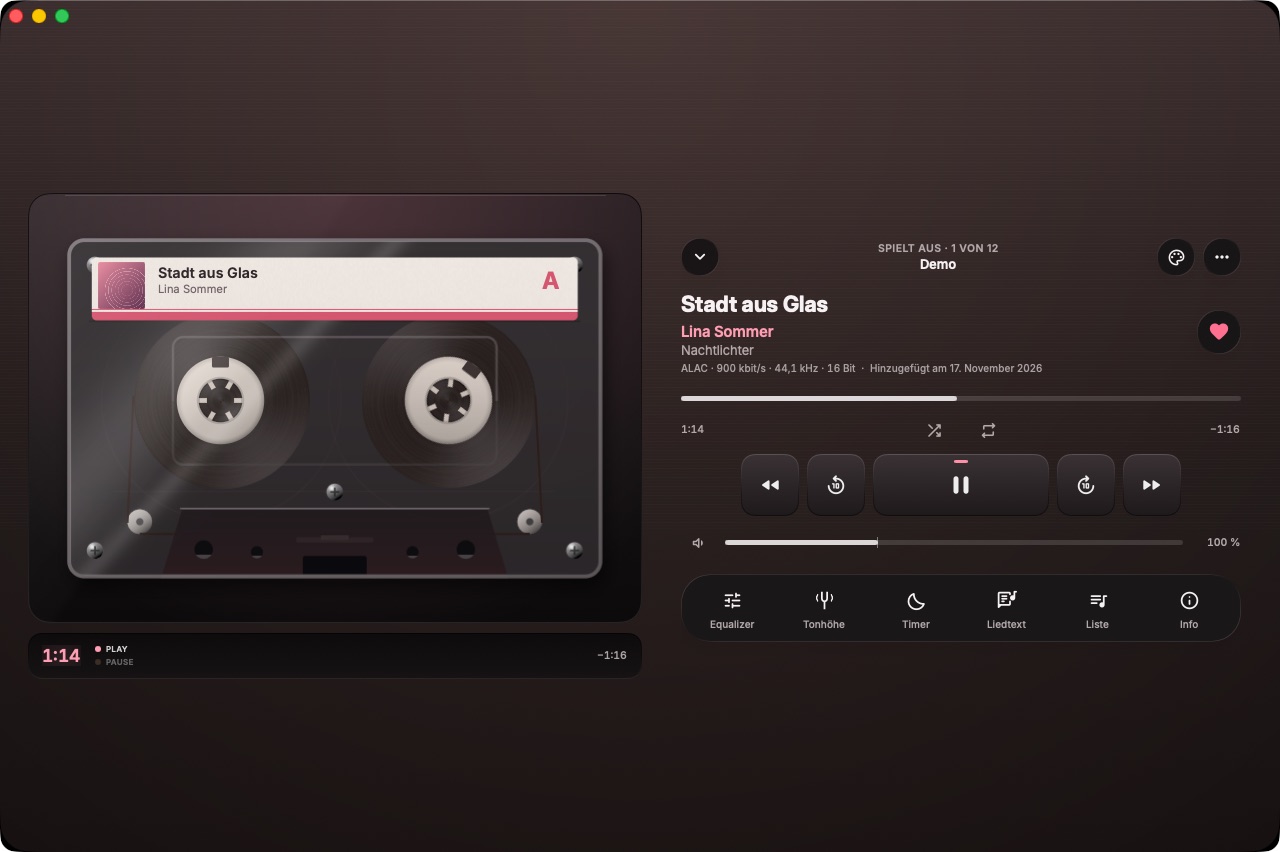 Stadt aus Glas
Lina Sommer
A
1:14
PLAY
PAUSE
−1:16
SPIELT AUS · 1 VON 12
Demo
Stadt aus Glas
Lina Sommer
Nachtlichter
ALAC · 900 kbit/s · 44,1 kHz · 16 Bit · Hinzugefügt am 17. November 2026
1:14
−1:16
10
10
100 %
Equalizer
Tonhöhe
Timer
Liedtext
Liste
Info